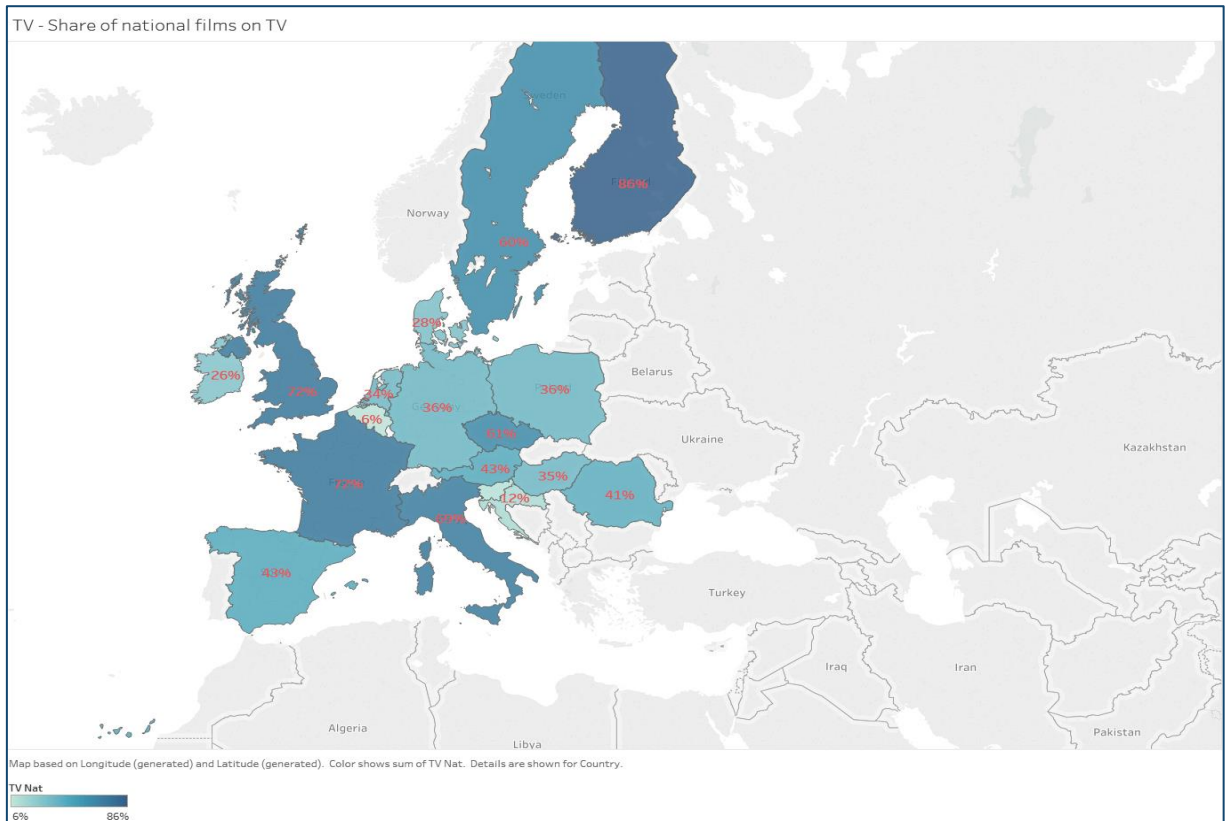 TV - Share of national films on TV
86%
Norway
60%
28%
Belarus
26%
34%
36%
36%
6%
61%
Ukraine
Kazakhstan
43%
35%
72%
12%
41%
43%
Turkey
Iraq
Iran
Algeria
Libya
Pakistan
Map based on Longitude (generated) and Latitude (generated). Color shows sum of TV Nat. Details are shown for Country.
TV Nat
6%
86%